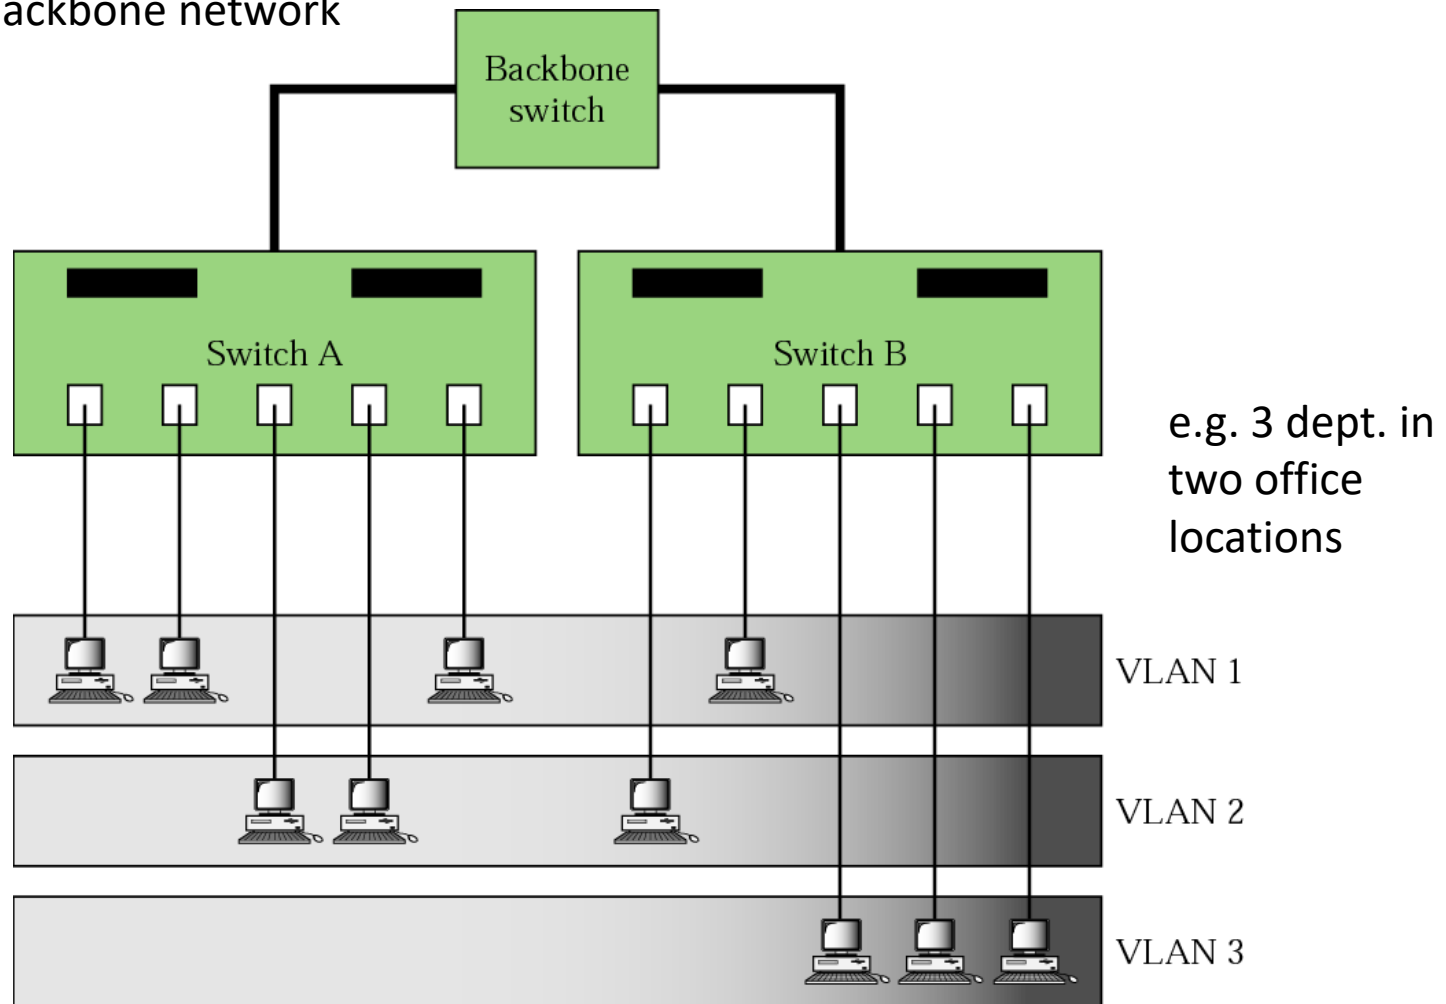 ackbone network
Backbone
switch
Switch A
Switch B
e.g. 3 dept. in
two office
locations
VLAN 1
VLAN 2
VLAN 3